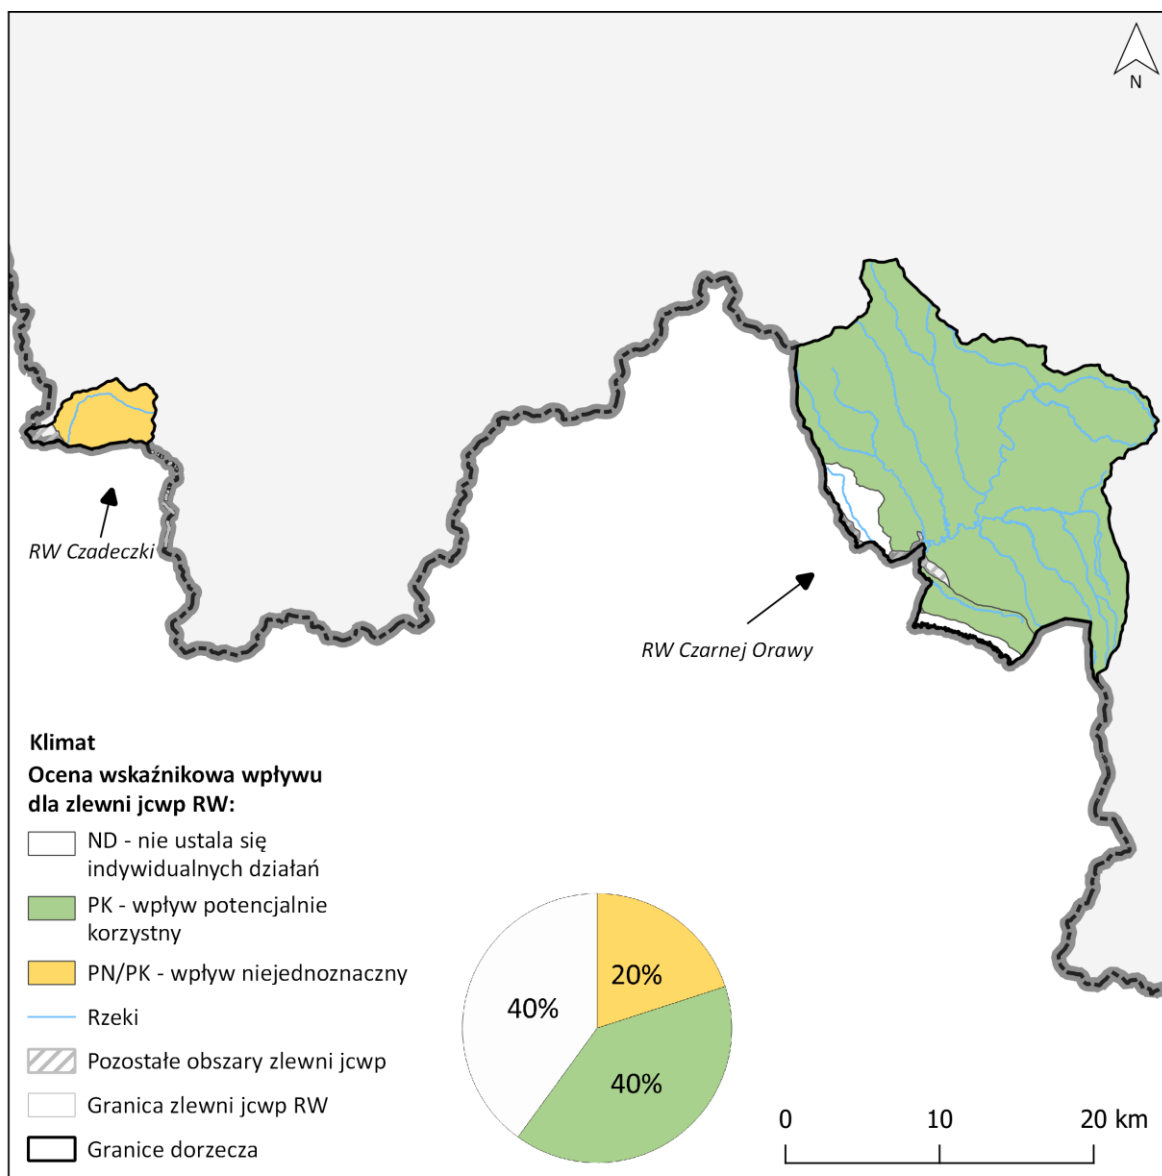 N
RW Czadeczki
RW Czarnej Orawy
Klimat
Ocena wskaźnikowa wpływu
dla zlewni jcwp RW:
ND - nie ustala się
indywidualnych działań
PK - wpływ potencjalnie
korzystny
PN/PK - wpływ niejednoznaczny
Rzeki
Pozostałe obszary zlewni jcwp
Granica zlewni jcwp RW
Granice dorzecza
20%
40%
40%
0 10 20 km